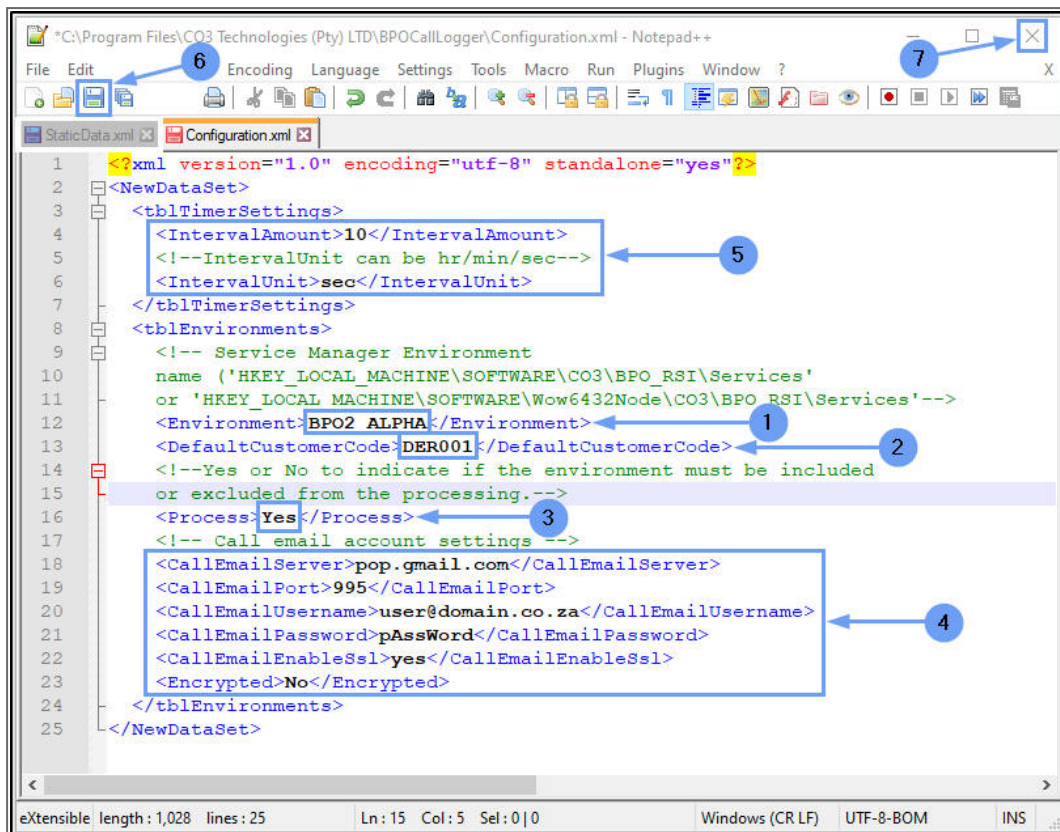 *C:\Program Files\CO3 Technologies (Pty) LTD\BPOCallLogger\Configuration.xml - Notepad++
7
File Edit 6 Encoding Language Settings Tools Macro Run Plugins Window ? X
StaticData.xml Configuration.xml
1 <?xml version="1.0" encoding="utf-8" standalone="yes"?>
2 <NewDataSet>
3 <tblTimerSettings>
4 <IntervalAmount>10</IntervalAmount>
5 <!--IntervalUnit can be hr/min/sec--> 5
6 <IntervalUnit>sec</IntervalUnit>
7 </tblTimerSettings>
8 <tblEnvironments>
9 <!-- Service Manager Environment
10 name ('HKEY_LOCAL_MACHINE\SOFTWARE\CO3\BPO_RSI\Services'
11 or 'HKEY_LOCAL_MACHINE\SOFTWARE\Wow6432Node\CO3\BPO_RSI\Services'-->
12 <Environment>BPO2 ALPHA</Environment> 1
13 <DefaultCustomerCode>DER001</DefaultCustomerCode> 2
14 <!--Yes or No to indicate if the environment must be included
15 or excluded from the processing.-->
16 <Process>Yes</Process> 3
17 <!-- Call email account settings -->
18 <CallEmailServer>pop.gmail.com</CallEmailServer>
19 <CallEmailPort>995</CallEmailPort>
20 <CallEmailUsername>user@domain.co.za</CallEmailUsername> 4
21 <CallEmailPassword>pAssWord</CallEmailPassword>
22 <CallEmailEnableSsl>yes</CallEmailEnableSsl>
23 <Encrypted>No</Encrypted>
24 </tblEnvironments>
25 </NewDataSet>
eXtensible length : 1,028 lines : 25 Ln : 15 Col : 5 Sel : 0 | 0 Windows (CR LF) UTF-8-BOM INS